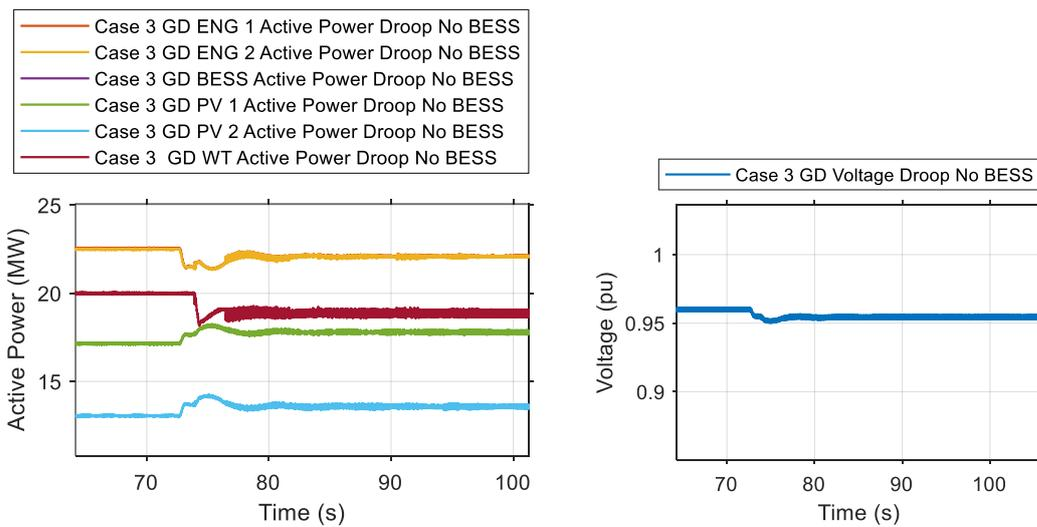 Case 3 GD ENG 1 Active Power Droop No BESS
Case 3 GD ENG 2 Active Power Droop No BESS
Case 3 GD BESS Active Power Droop No BESS
Case 3 GD PV 1 Active Power Droop No BESS
Case 3 GD PV 2 Active Power Droop No BESS
Case 3 GD WT Active Power Droop No BESS
25
20
15
Active Power (MW)
70 80 90 100
Time (s)
Case 3 GD Voltage Droop No BESS
1
0.95
0.9
Voltage (pu)
70 80 90 100
Time (s)